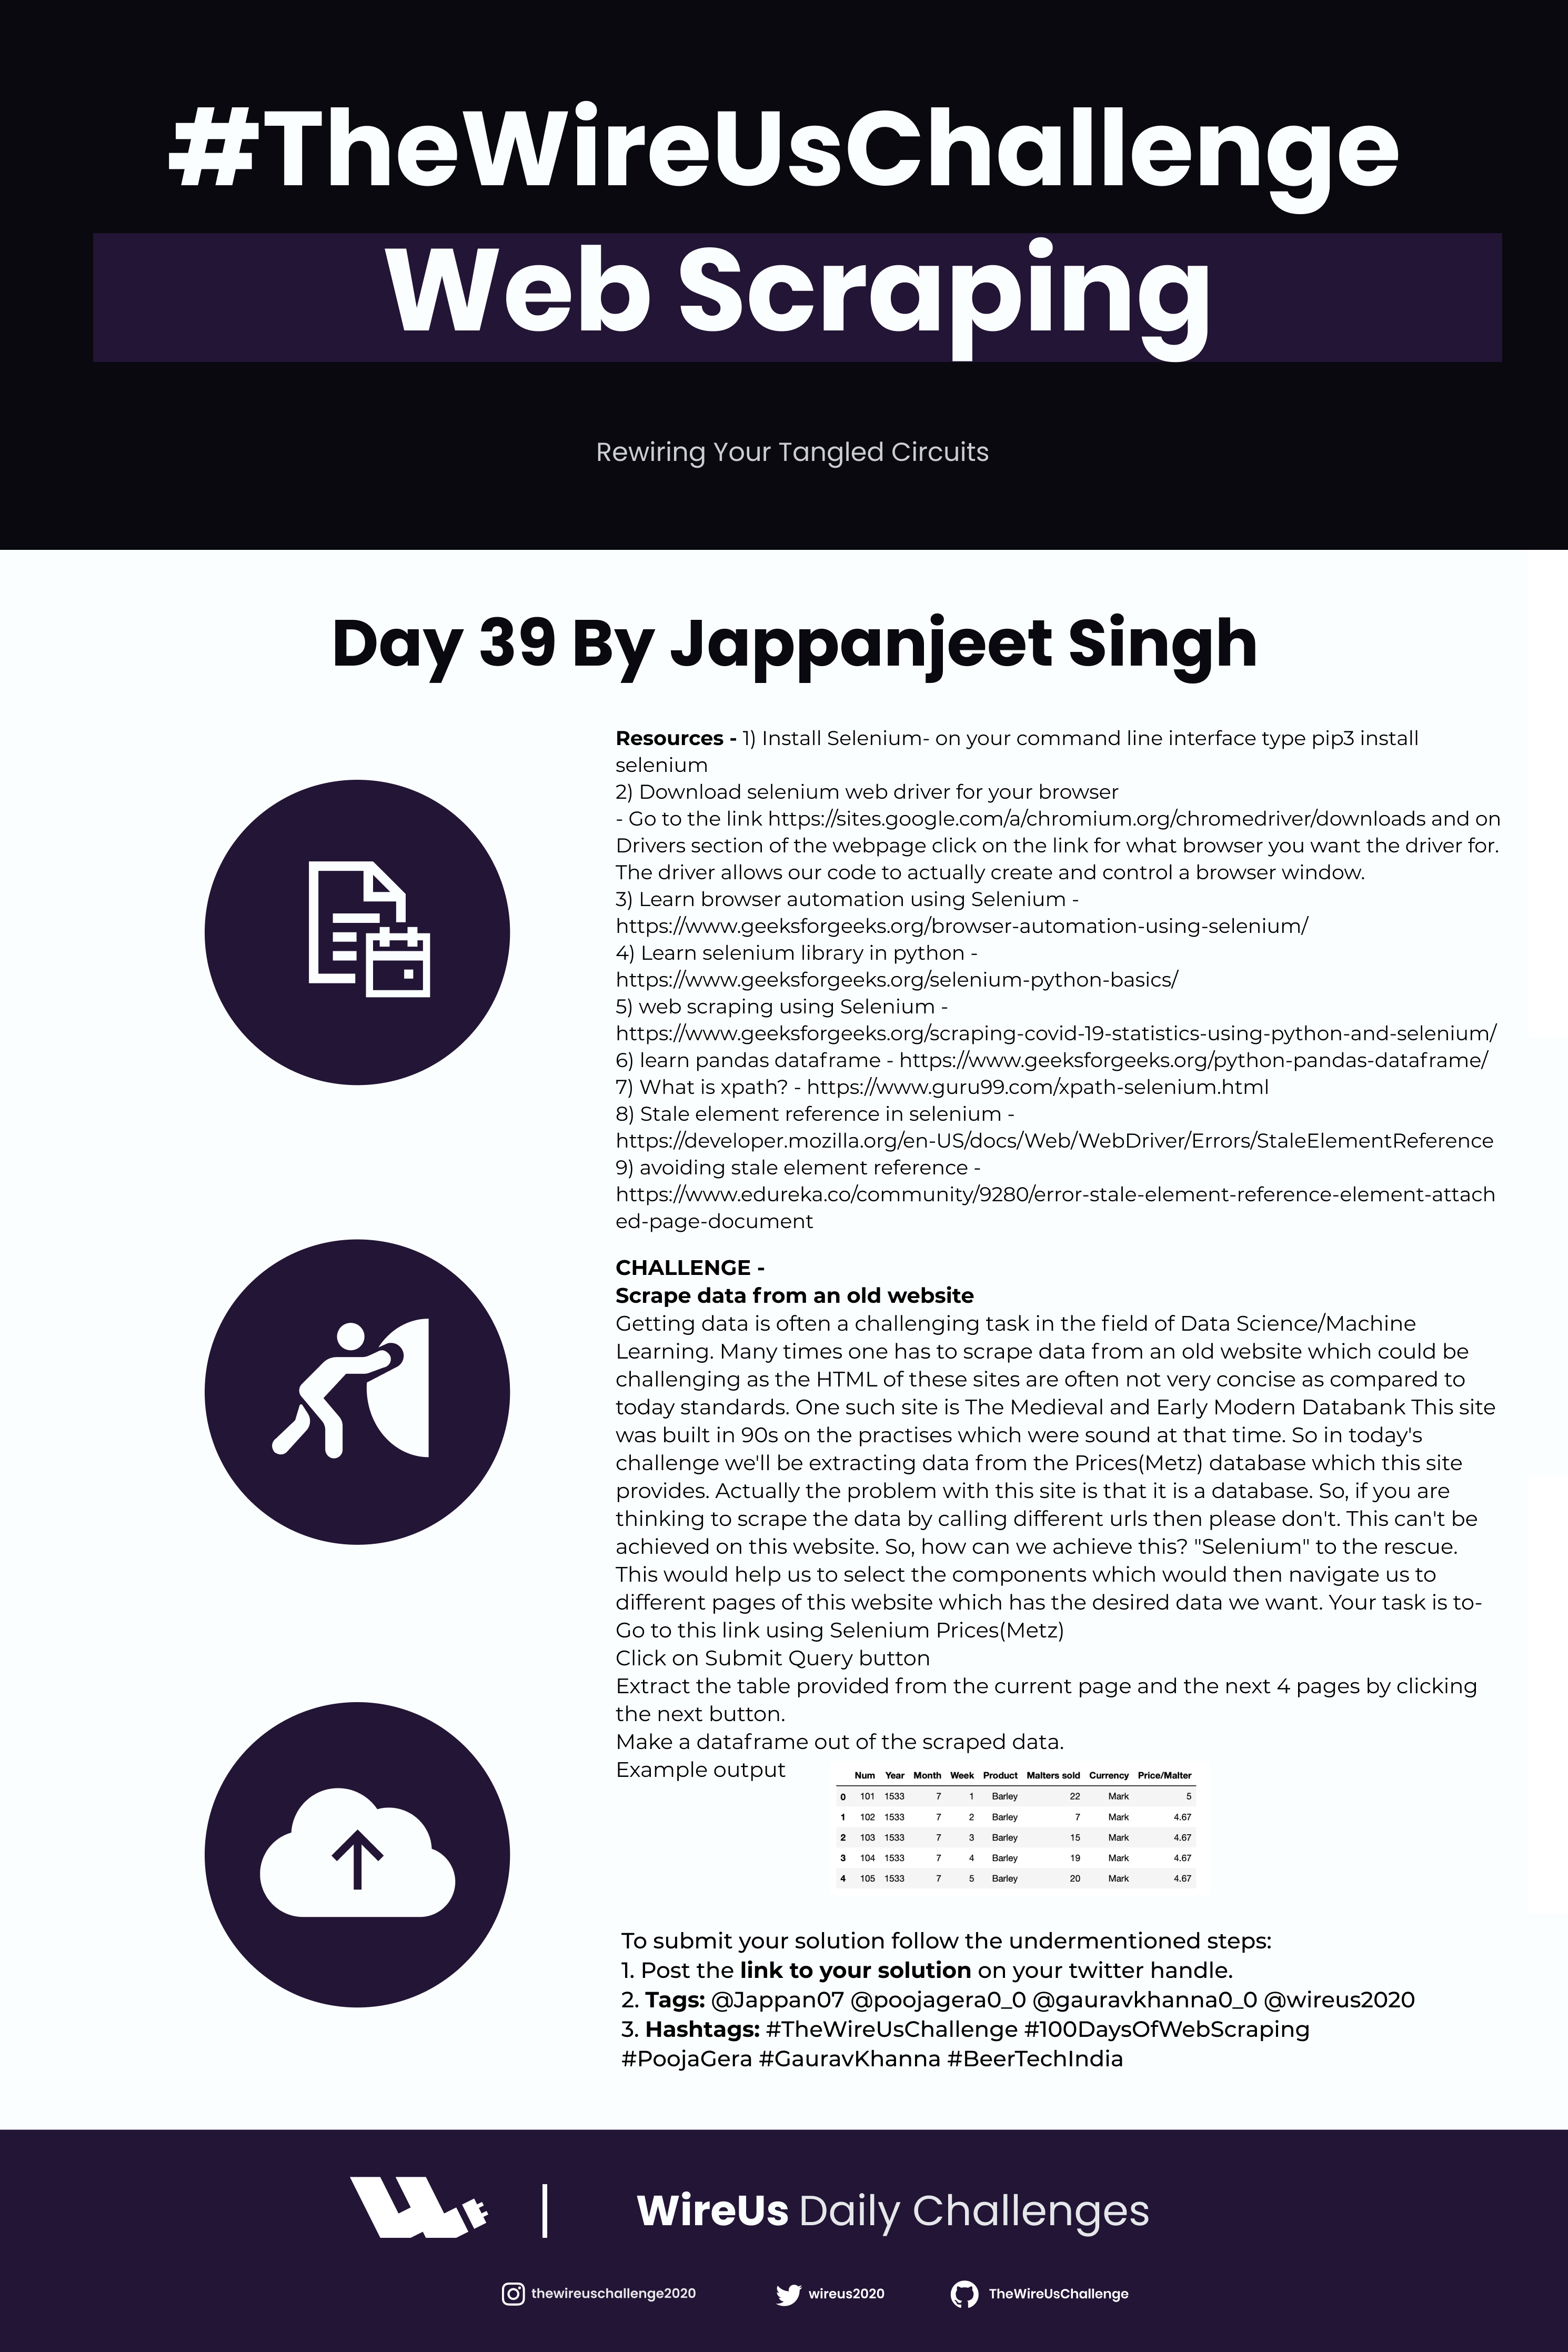 #TheWireUsChallenge
Web Scraping
Rewiring Your Tangled Circuits
Day 39 By Jappanjeet Singh
Resources - 1) Install Selenium- on your command line interface type pip3 install
selenium
2) Download selenium web driver for your browser
- Go to the link https://sites.google.com/a/chromium.org/chromedriver/downloads and on
Drivers section of the webpage click on the link for what browser you want the driver for.
The driver allows our code to actually create and control a browser window.
3) Learn browser automation using Selenium -
https://www.geeksforgeeks.org/browser-automation-using-selenium/
4) Learn selenium library in python -
https://www.geeksforgeeks.org/selenium-python-basics/
5) web scraping using Selenium -
https://www.geeksforgeeks.org/scraping-covid-19-statistics-using-python-and-selenium/
6) learn pandas dataframe - https://www.geeksforgeeks.org/python-pandas-dataframe/
7) What is xpath? - https://www.guru99.com/xpath-selenium.html
8) Stale element reference in selenium -
https://developer.mozilla.org/en-US/docs/Web/WebDriver/Errors/StaleElementReference
9) avoiding stale element reference -
https://www.edureka.co/community/9280/error-stale-element-reference-element-attach
ed-page-document
CHALLENGE -
Scrape data from an old website
Getting data is often a challenging task in the field of Data Science/Machine
Learning. Many times one has to scrape data from an old website which could be
challenging as the HTML of these sites are often not very concise as compared to
today standards. One such site is The Medieval and Early Modern Databank This site
was built in 90s on the practises which were sound at that time. So in today's
challenge we'll be extracting data from the Prices(Metz) database which this site
provides. Actually the problem with this site is that it is a database. So, if you are
thinking to scrape the data by calling different urls then please don't. This can't be
achieved on this website. So, how can we achieve this? "Selenium" to the rescue.
This would help us to select the components which would then navigate us to
different pages of this website which has the desired data we want. Your task is to-
Go to this link using Selenium Prices(Metz)
Click on Submit Query button
Extract the table provided from the current page and the next 4 pages by clicking
the next button.
Make a dataframe out of the scraped data.
Example output
Num Year Month Week Product Malters sold Currency Price/Malter
0 101 1533 7 1 Barley 22 Mark 5
1 102 1533 7 2 Barley 7 Mark 4.67
2 103 1533 7 3 Barley 15 Mark 4.67
3 104 1533 7 4 Barley 19 Mark 4.67
4 105 1533 7 5 Barley 20 Mark 4.67
To submit your solution follow the undermentioned steps:
1. Post the link to your solution on your twitter handle.
2. Tags: @Jappan07 @poojagera0_0 @gauravkhanna0_0 @wireus2020
3. Hashtags: #TheWireUsChallenge #100DaysOfWebScraping
#PoojaGera #GauravKhanna #BeerTechIndia
WireUs Daily Challenges
thewireuschallenge2020 wireus2020 TheWireUsChallenge